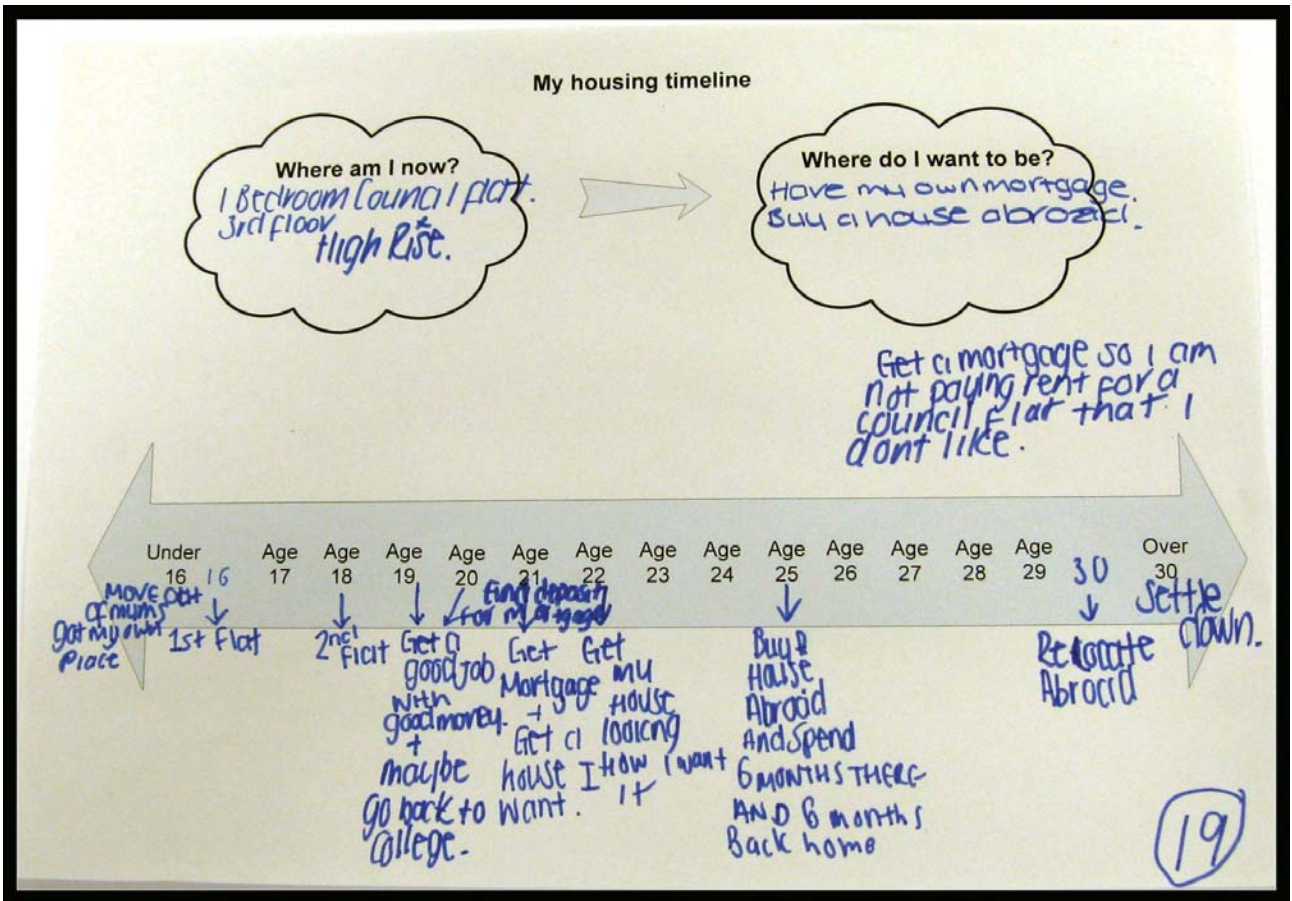 My housing timeline
Where am I now?
1 Bedroom Council flat.
3rd floor
High Rise.
Where do I want to be?
Have my own mortgage.
Buy a house abroad.
Get a mortgage so I am
not paying rent for a
council flat that I
dont like.
Under 16
16
Age 17
Age 18
Age 19
Age 20
Age 21
Age 22
Age 23
Age 24
Age 25
Age 26
Age 27
Age 28
Age 29
30
Over 30
Move out
of mums
got my own
Place
1st Flat
2nd
Flat
Get a
good job
with
good money.
+
maybe
go back to
college.
Find deposit
for mortgage
Get
Mortgage
+
Get a
house I
want.
Get
my
House
looking
How I want
it
Buy a
House
Abroad
And Spend
6 MONTHS THERE
AND 6 months
Back home
Relocate
Abroad
Settle
down.
19